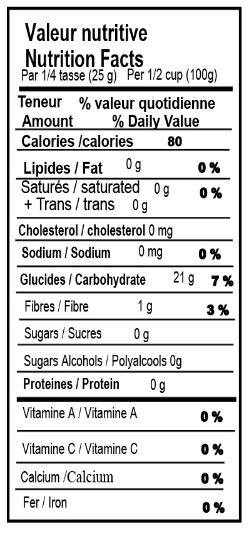 Valeur nutritive
Nutrition Facts
Par 1/4 tasse (25 g) Per 1/2 cup (100g)
Teneur % valeur quotidienne
Amount % Daily Value
Calories /calories 80
Lipides / Fat 0 g 0 %
Saturés / saturated 0 g 0 %
+ Trans / trans 0 g
Cholesterol / cholesterol 0 mg
Sodium / Sodium 0 mg 0 %
Glucides / Carbohydrate 21 g 7 %
Fibres / Fibre 1 g 3 %
Sugars / Sucres 0 g
Sugars Alcohols / Polyalcools 0g
Proteines / Protein 0 g
Vitamine A / Vitamine A 0 %
Vitamine C / Vitamine C 0 %
Calcium /Calcium 0 %
Fer / Iron 0 %